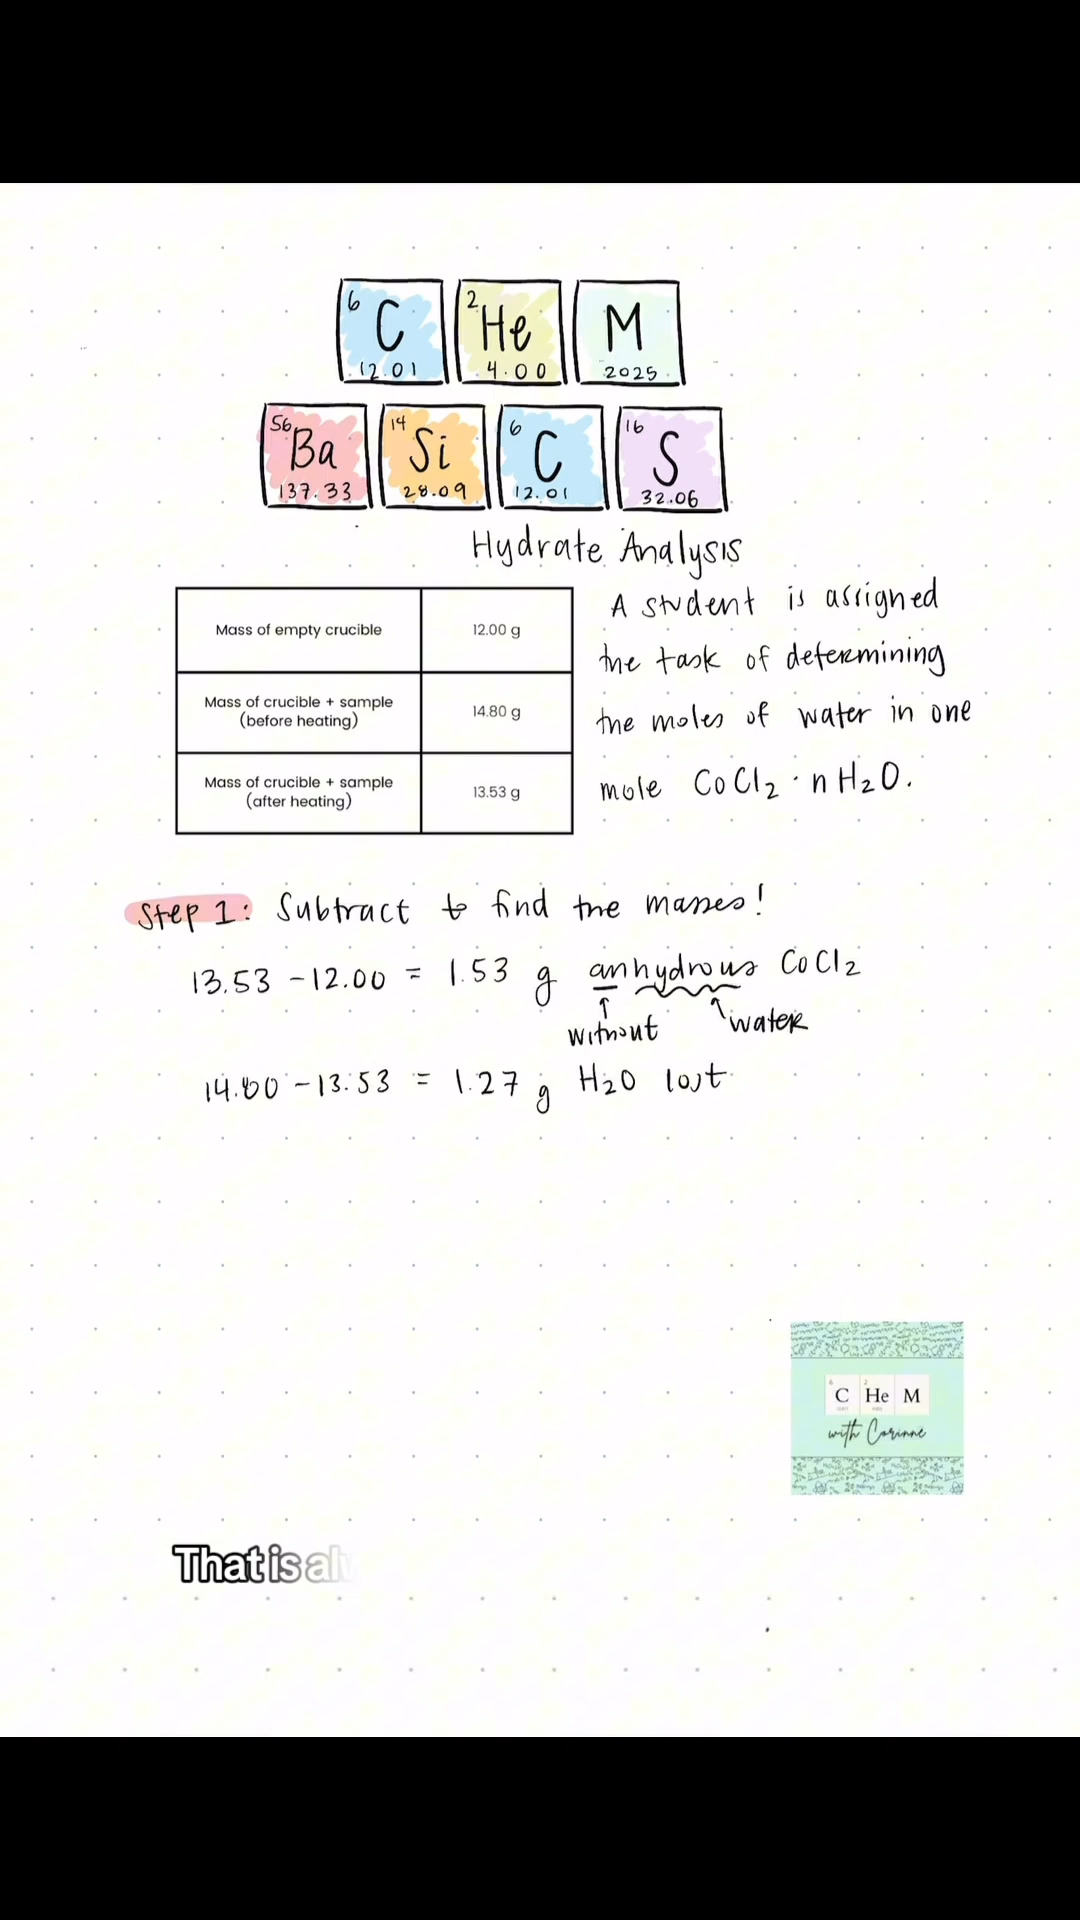 6 2
C He M
12.01 4.00 2025
56 14 6 16
Ba Si C S
137.33 28.09 12.01 32.06
Hydrate Analysis
Mass of empty crucible 12.00 g
Mass of crucible + sample
(before heating) 14.80 g
Mass of crucible + sample
(after heating) 13.53 g
A student is assigned
the task of determining
the moles of water in one
mole CoCl₂ · nH₂O.
Step 1: Subtract to find the masses!
13.53 - 12.00 = 1.53 g anhydrous CoCl₂
without water
14.80 - 13.53 = 1.27 g H₂O lost
C He M
with Corinne
That is al